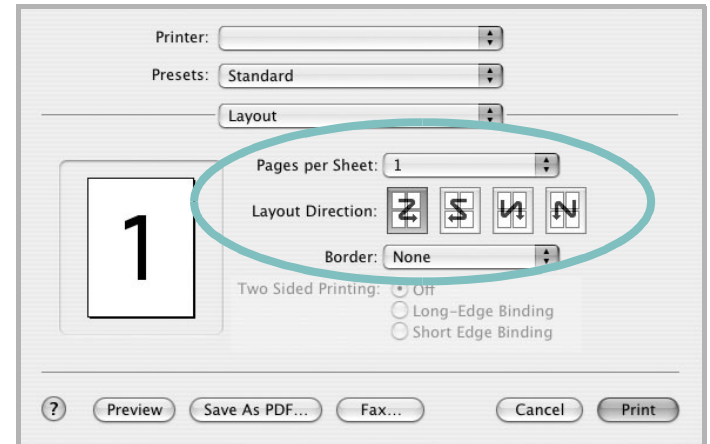 Printer:
Presets: Standard
Layout
Pages per Sheet: 1
Layout Direction:
Border: None
Two Sided Printing: Off
Long-Edge Binding
Short Edge Binding
1
? Preview Save As PDF... Fax... Cancel Print